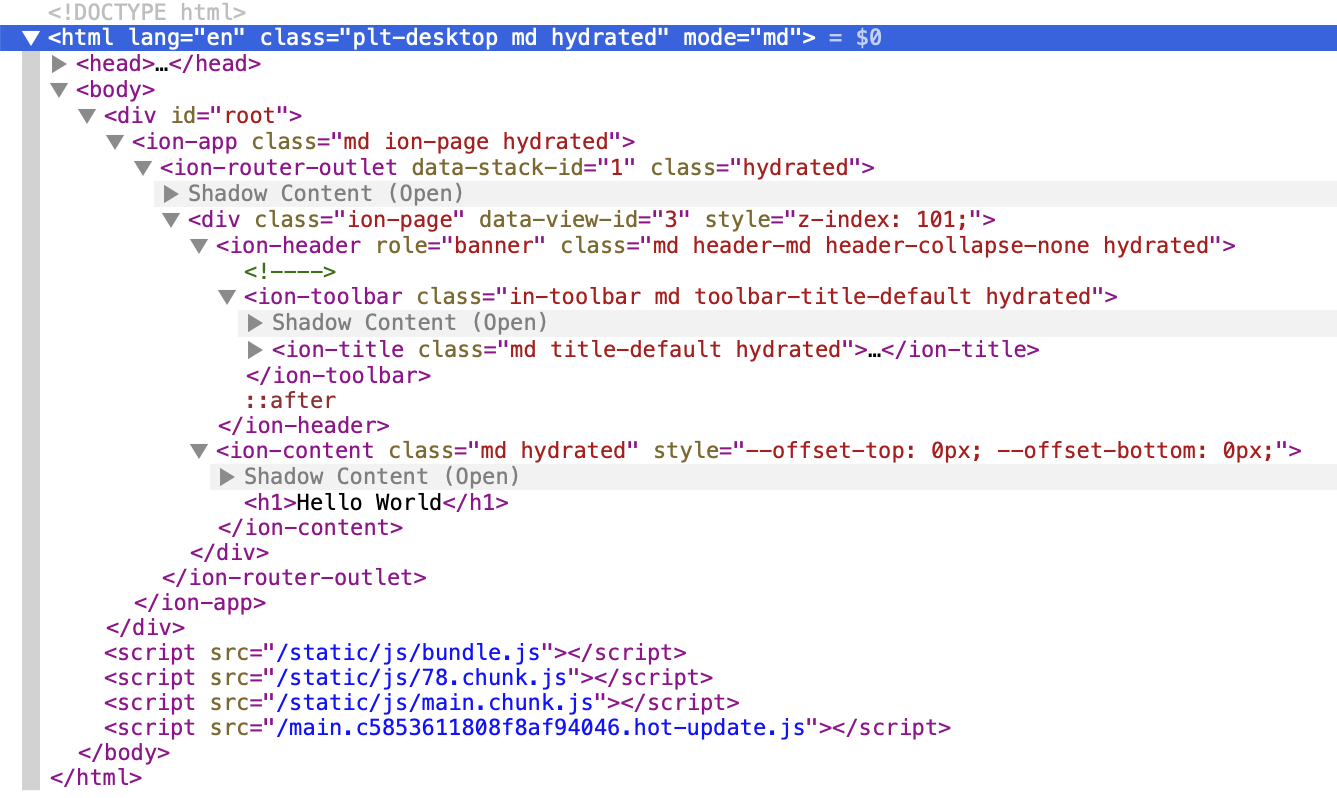 <!DOCTYPE html>
<html lang="en" class="plt-desktop md hydrated" mode="md"> = $0
<head>…</head>
<body>
<div id="root">
<ion-app class="md ion-page hydrated">
<ion-router-outlet data-stack-id="1" class="hydrated">
Shadow Content (Open)
<div class="ion-page" data-view-id="3" style="z-index: 101;">
<ion-header role="banner" class="md header-md header-collapse-none hydrated">
<!---->
<ion-toolbar class="in-toolbar md toolbar-title-default hydrated">
Shadow Content (Open)
<ion-title class="md title-default hydrated">…</ion-title>
</ion-toolbar>
::after
</ion-header>
<ion-content class="md hydrated" style="--offset-top: 0px; --offset-bottom: 0px;">
Shadow Content (Open)
<h1>Hello World</h1>
</ion-content>
</div>
</ion-router-outlet>
</ion-app>
</div>
<script src="/static/js/bundle.js"></script>
<script src="/static/js/78.chunk.js"></script>
<script src="/static/js/main.chunk.js"></script>
<script src="/main.c5853611808f8af94046.hot-update.js"></script>
</body>
</html>